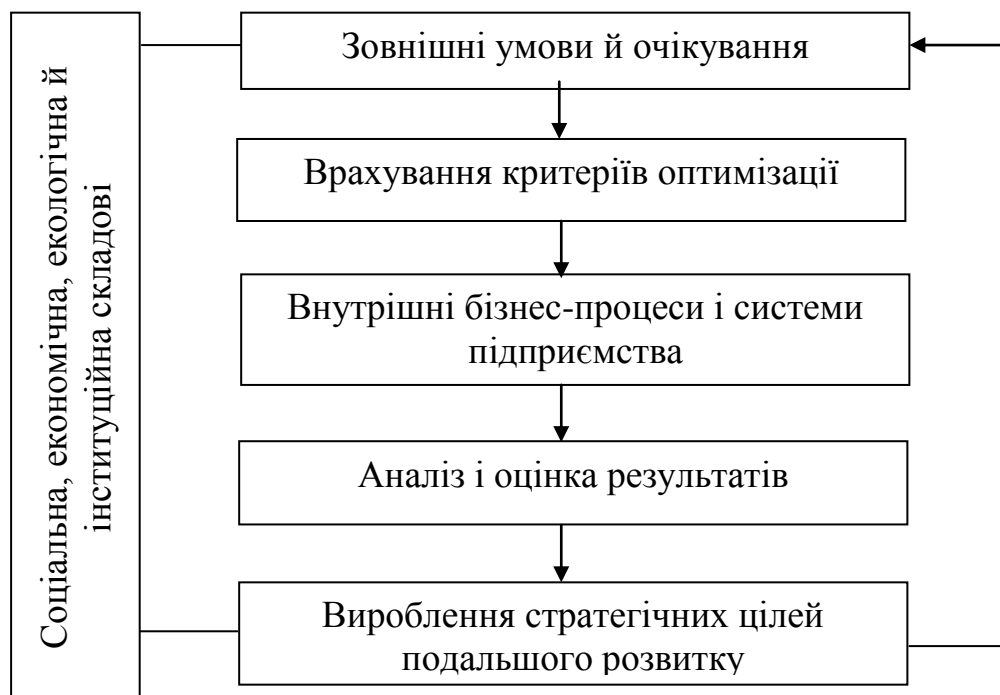 Соціальна, економічна, екологічна й
інституційна складові
Зовнішні умови й очікування
Врахування критеріїв оптимізації
Внутрішні бізнес-процеси і системи
підприємства
Аналіз і оцінка результатів
Вироблення стратегічних цілей
подальшого розвитку